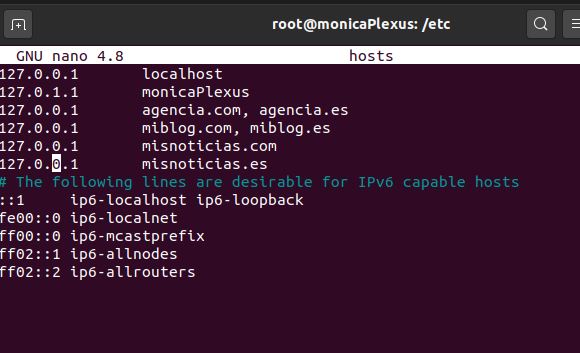 root@monicaPlexus: /etc
GNU nano 4.8 hosts
127.0.0.1 localhost
127.0.1.1 monicaPlexus
127.0.0.1 agencia.com, agencia.es
127.0.0.1 miblog.com, miblog.es
127.0.0.1 misnoticias.com
127.0.0.1 misnoticias.es
# The following lines are desirable for IPv6 capable hosts
::1 ip6-localhost ip6-loopback
fe00::0 ip6-localnet
ff00::0 ip6-mcastprefix
ff02::1 ip6-allnodes
ff02::2 ip6-allrouters